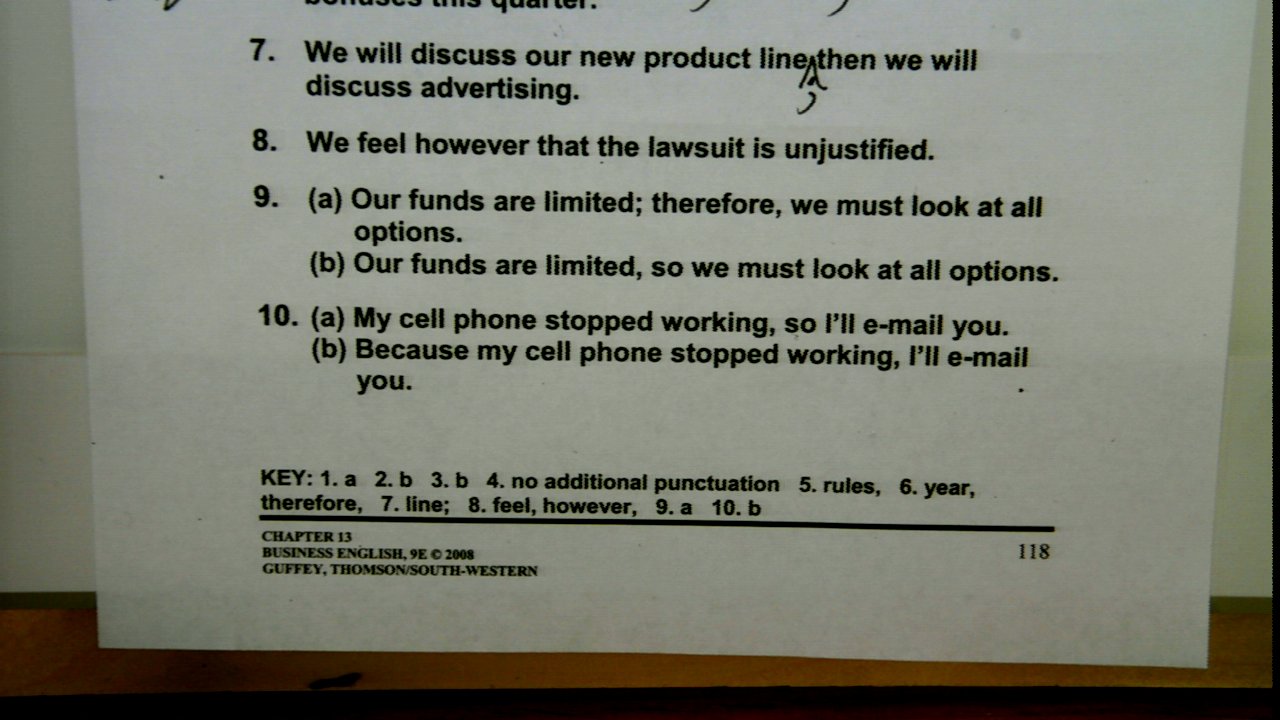 bonuses this quarter.
7. We will discuss our new product line then we will
;
discuss advertising.
8. We feel however that the lawsuit is unjustified.
9. (a) Our funds are limited; therefore, we must look at all
options.
(b) Our funds are limited, so we must look at all options.
10. (a) My cell phone stopped working, so I'll e-mail you.
(b) Because my cell phone stopped working, I'll e-mail
you.
KEY: 1. a 2. b 3. b 4. no additional punctuation 5. rules, 6. year,
therefore, 7. line; 8. feel, however, 9. a 10. b
CHAPTER 13
BUSINESS ENGLISH, 9E © 2008
GUFFEY, THOMSON/SOUTH-WESTERN
118